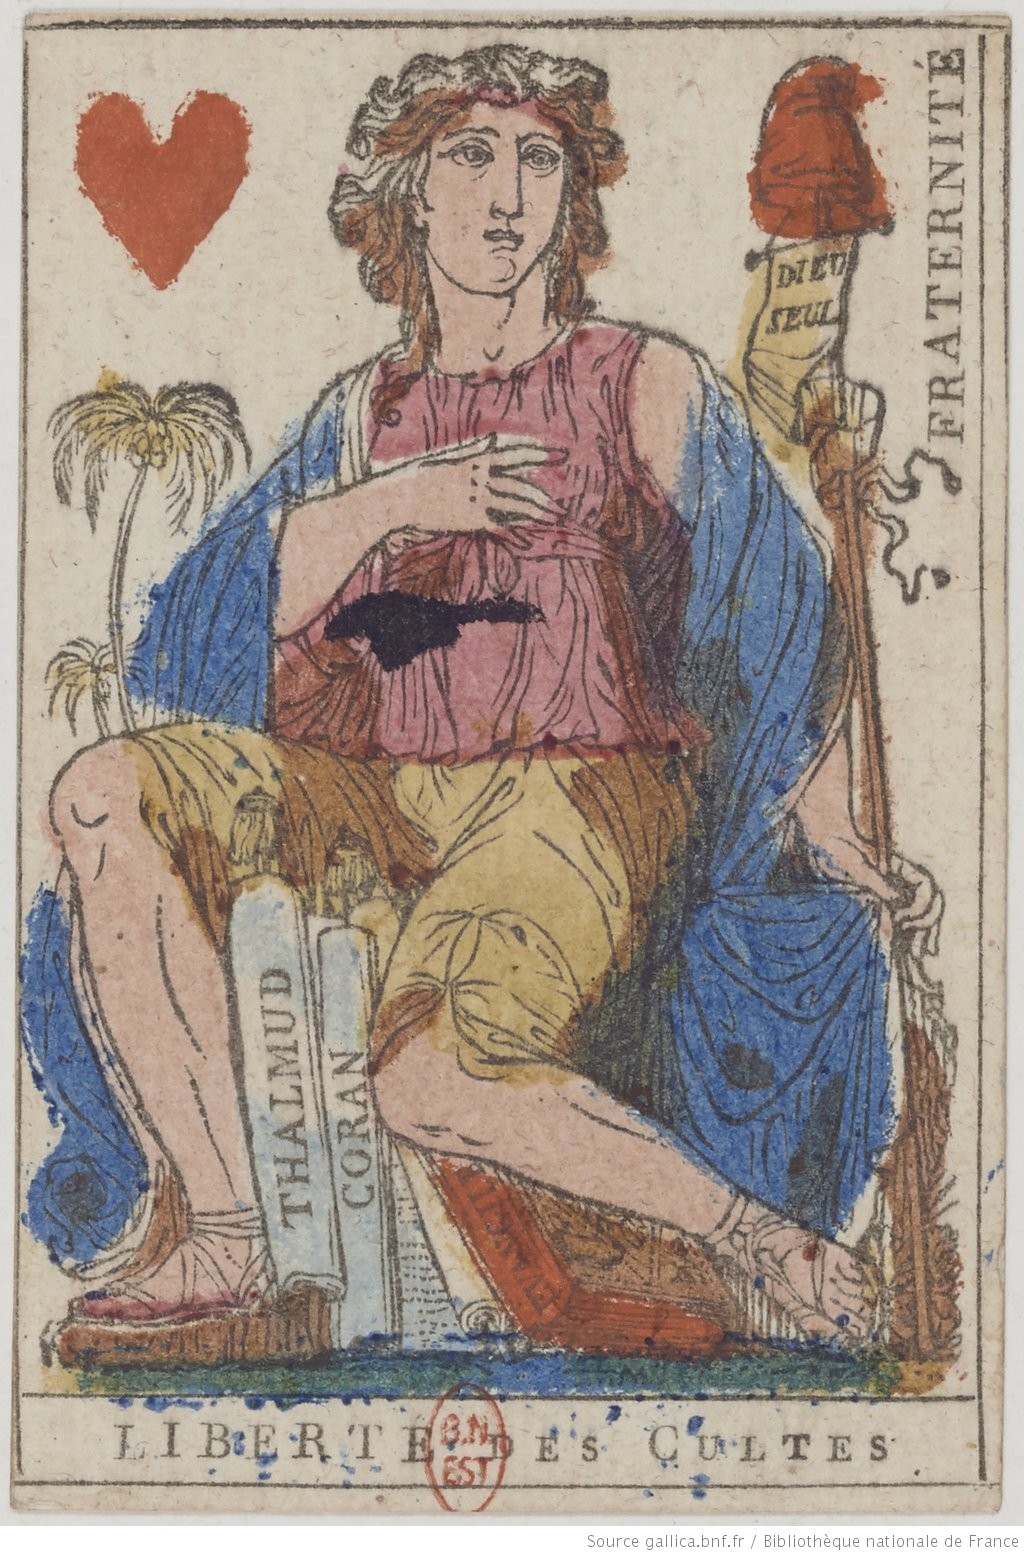 FRATERNITÉ
DIEU
SEUL
THALMUD
CORAN
LIBERTÉ DES CULTES
B.N
EST
Source gallica.bnf.fr / Bibliothèque nationale de France